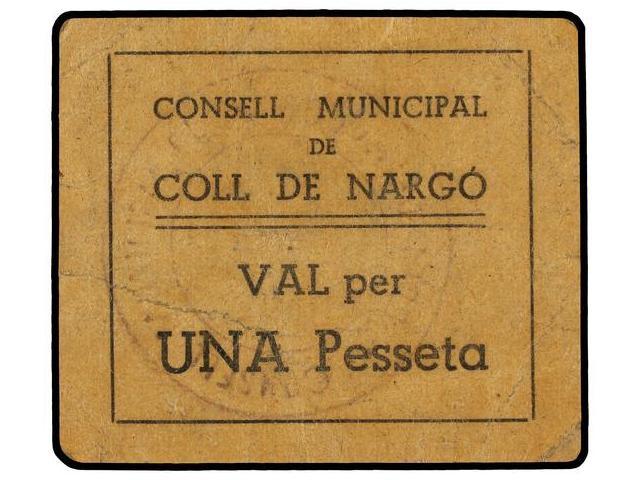 CONSELL MUNICIPAL
DE
COLL DE NARGÓ
VAL per
UNA Pesseta